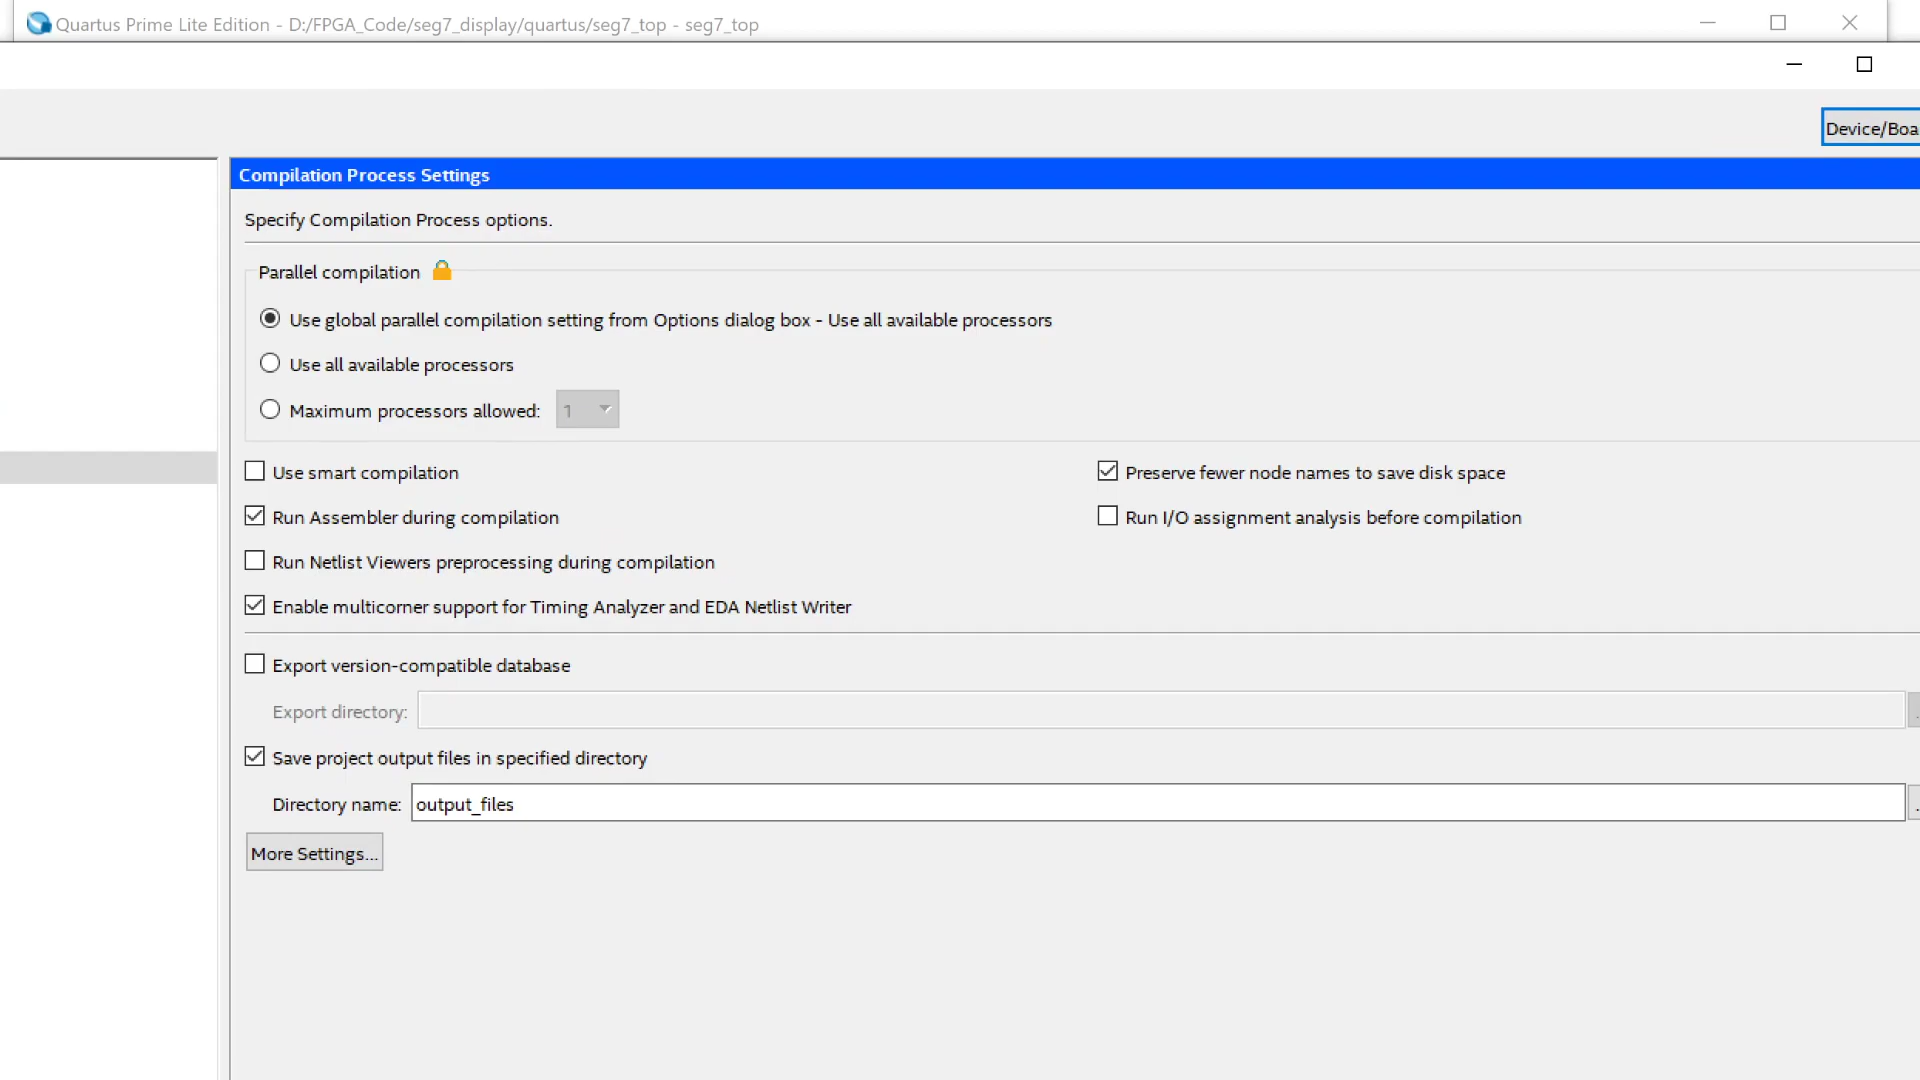 Quartus Prime Lite Edition - D:/FPGA_Code/seg7_display/quartus/seg7_top - seg7_top
Device/Boa
Compilation Process Settings
Specify Compilation Process options.
Parallel compilation
Use global parallel compilation setting from Options dialog box - Use all available processors
Use all available processors
Maximum processors allowed: 1
Use smart compilation
Preserve fewer node names to save disk space
Run Assembler during compilation
Run I/O assignment analysis before compilation
Run Netlist Viewers preprocessing during compilation
Enable multicorner support for Timing Analyzer and EDA Netlist Writer
Export version-compatible database
Export directory:
Save project output files in specified directory
Directory name: output_files
More Settings...